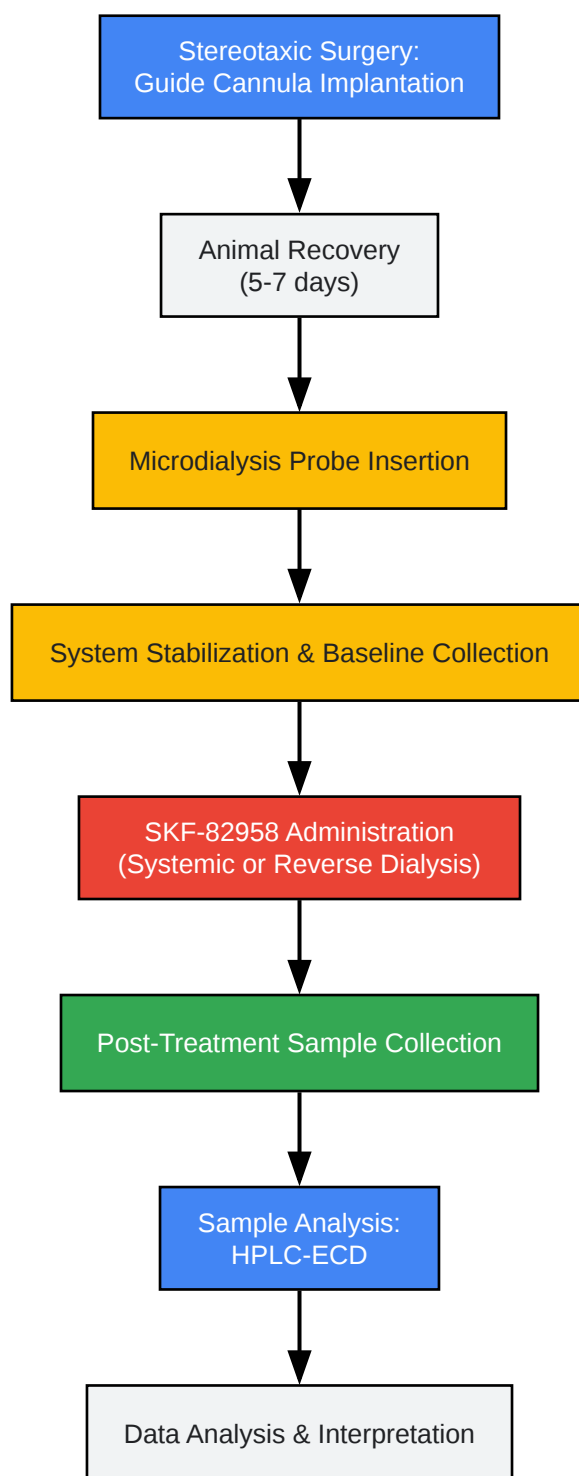 Stereotaxic Surgery:
Guide Cannula Implantation
Animal Recovery
(5-7 days)
Microdialysis Probe Insertion
System Stabilization & Baseline Collection
SKF-82958 Administration
(Systemic or Reverse Dialysis)
Post-Treatment Sample Collection
Sample Analysis:
HPLC-ECD
Data Analysis & Interpretation